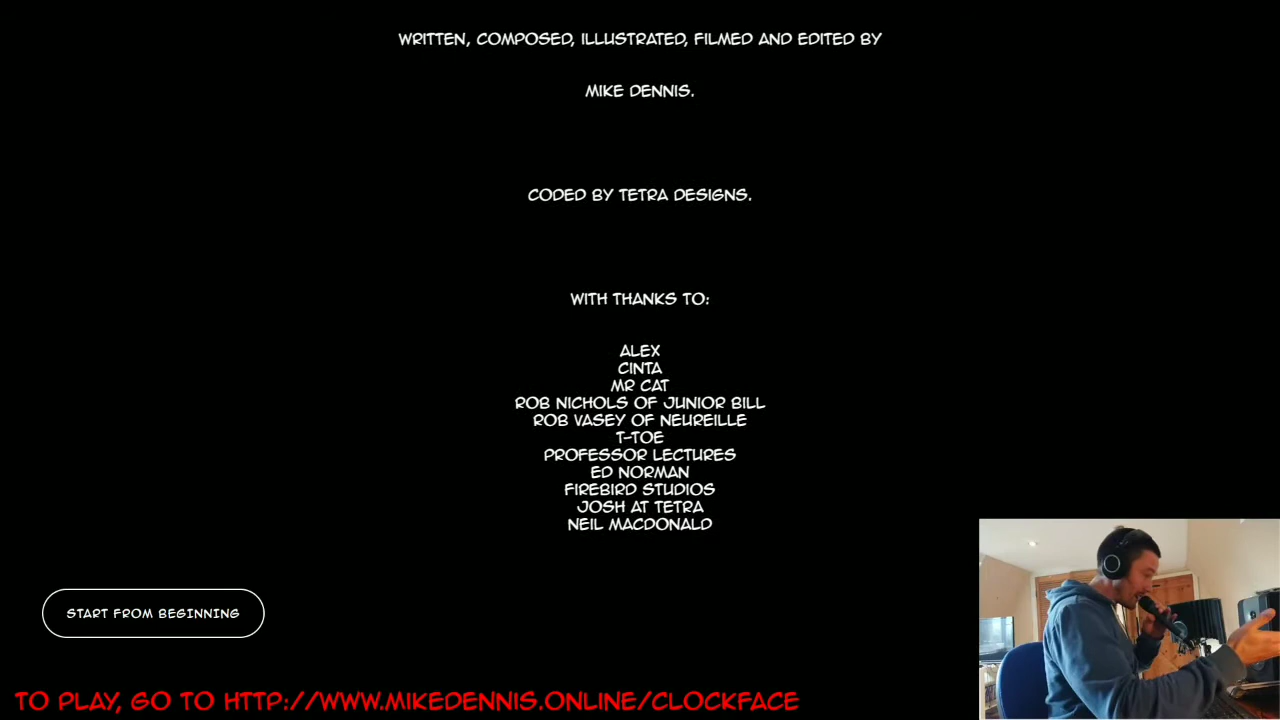 WRITTEN, COMPOSED, ILLUSTRATED, FILMED AND EDITED BY
MIKE DENNIS.
CODED BY TETRA DESIGNS.
WITH THANKS TO:
ALEX
CINTA
MR CAT
ROB NICHOLS OF JUNIOR BILL
ROB VASEY OF NEUREILLE
T-TOE
PROFESSOR LECTURES
ED NORMAN
FIREBIRD STUDIOS
JOSH AT TETRA
NEIL MACDONALD
START FROM BEGINNING
TO PLAY, GO TO HTTP://WWW.MIKEDENNIS.ONLINE/CLOCKFACE